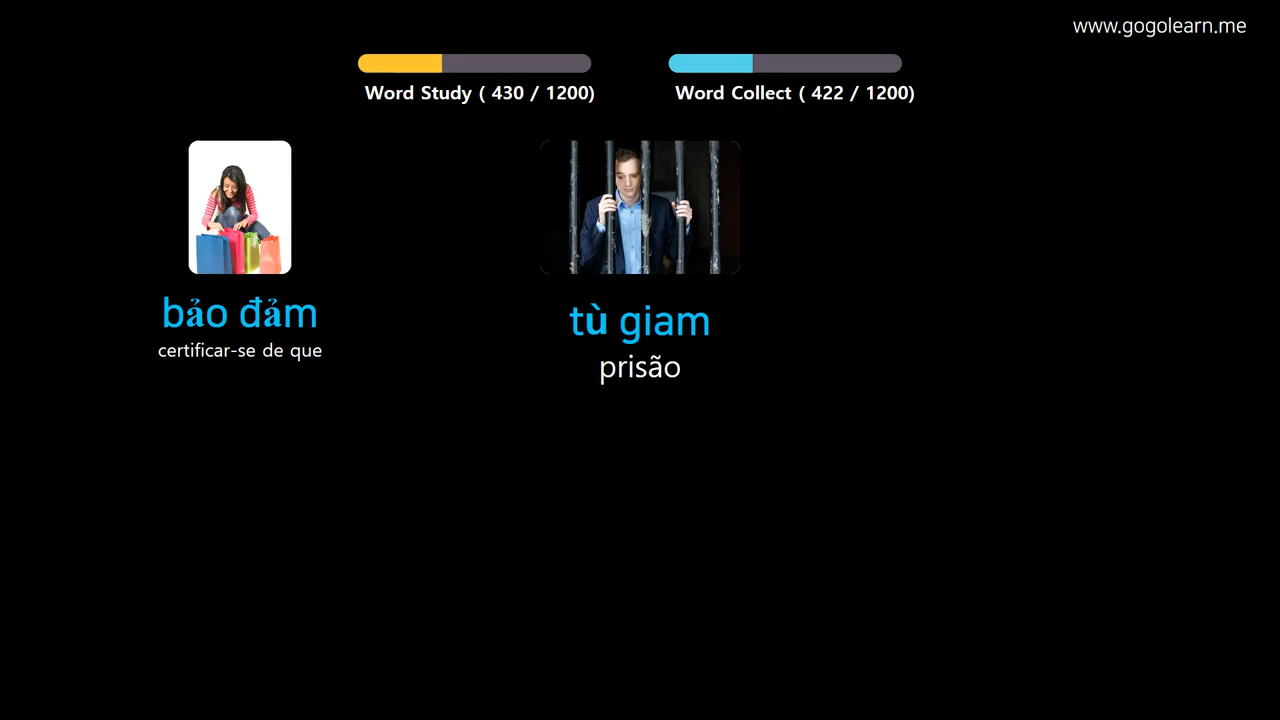 www.gogolearn.me
Word Study ( 430 / 1200)
Word Collect ( 422 / 1200)
bảo đảm
certificar-se de que
tù giam
prisão